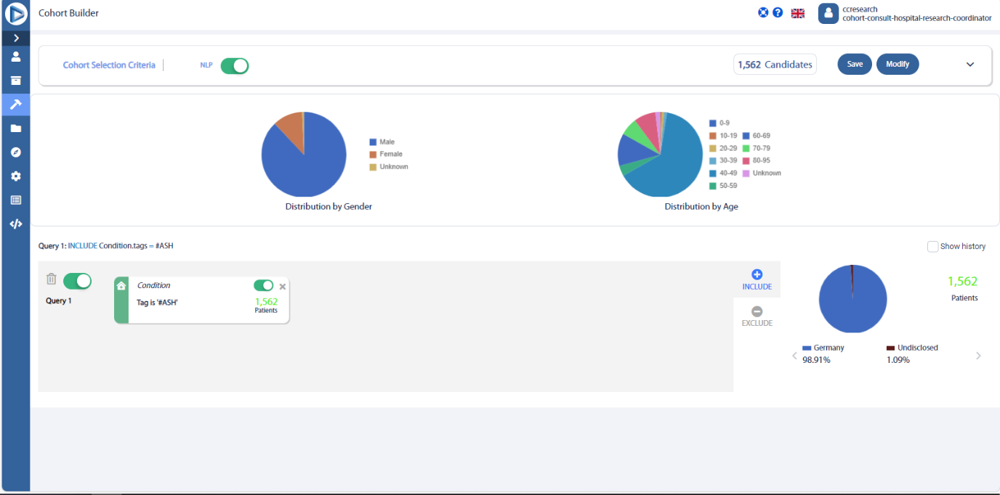 Cohort Builder
ccresearch
cohort-consult-hospital-research-coordinator
Cohort Selection Criteria
NLP
1,562 Candidates
Save
Modify
Male
Female
Unknown
Distribution by Gender
0-9
10-19 60-69
20-29 70-79
30-39 80-95
40-49 Unknown
50-59
Distribution by Age
Query 1: INCLUDE Condition.tags = #ASH
Show history
Query 1
Condition
Tag is '#ASH'
1,562
Patients
INCLUDE
EXCLUDE
1,562
Patients
Germany
98.91%
Undisclosed
1.09%